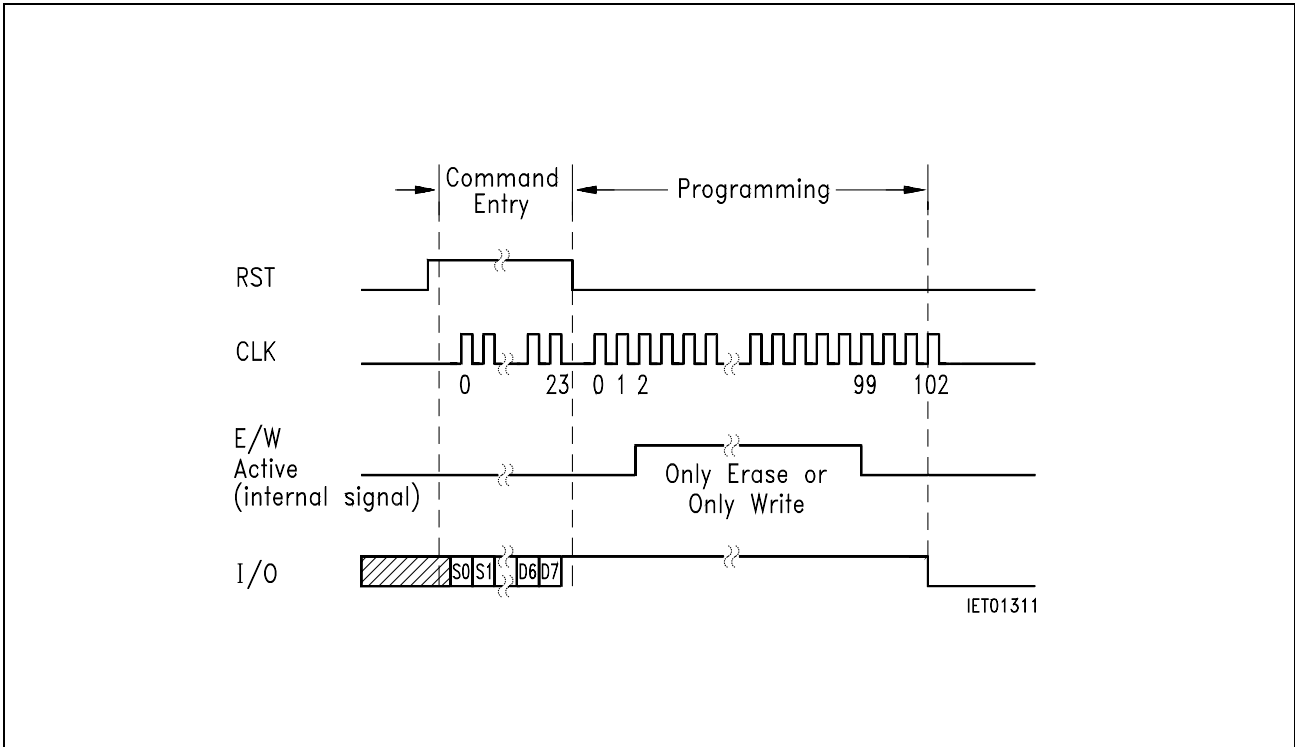 Command
Entry
Programming
RST
CLK
0 23 0 1 2 99 102
E/W
Active
(internal signal)
Only Erase or
Only Write
I/O
S0 S1 D6 D7
IET01311